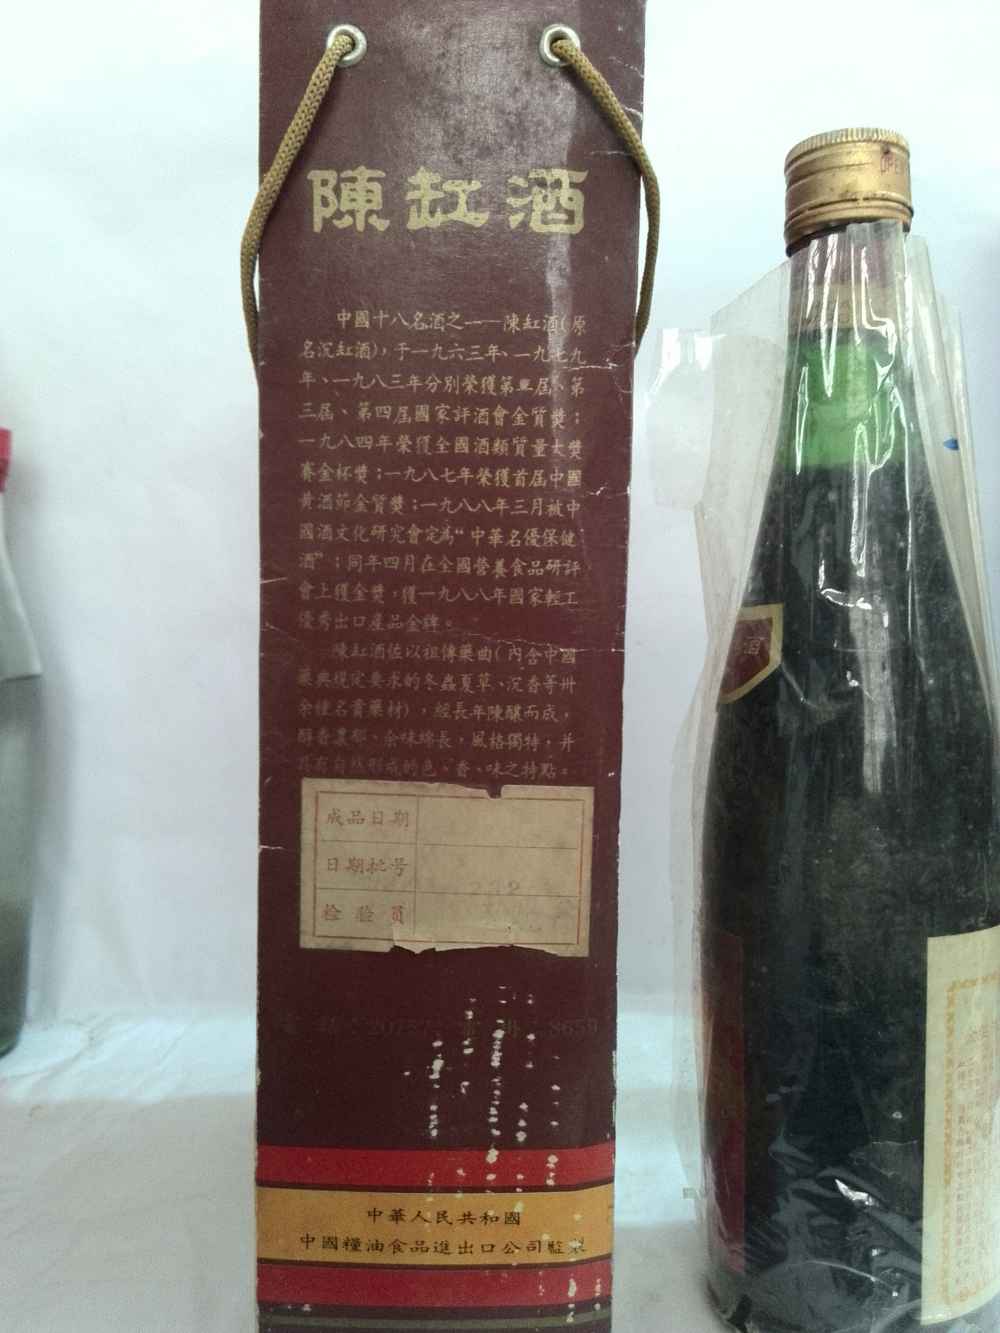 陳缸酒
中國十八名酒之一——陳缸酒(原
名沉缸酒),于一九六三年、一九七九
年、一九八三年分別榮獲第二屆、第
三屆、第四屆國家評酒會金質獎;
一九八四年榮獲全國酒類質量大獎
賽金杯獎;一九八七年榮獲首屆中國
黃酒節金質獎;一九八八年三月被中
國酒文化研究會定為“中華名優保健
酒”;同年四月在全國營養食品研評
會上獲金獎,獲一九八八年國家輕工
優秀出口產品金牌。
陳缸酒佐以祖傳藥曲(內含中國
藥典規定要求的冬蟲夏草、沉香等卅
余種名貴藥材),經長年陳釀而成,
醇香濃郁、余味綿長,風格獨特,并
具有自然形成的色、香、味之特點。
成品日期
日期批号
检验员
中華人民共和國
中國糧油食品進出口公司監製
酒